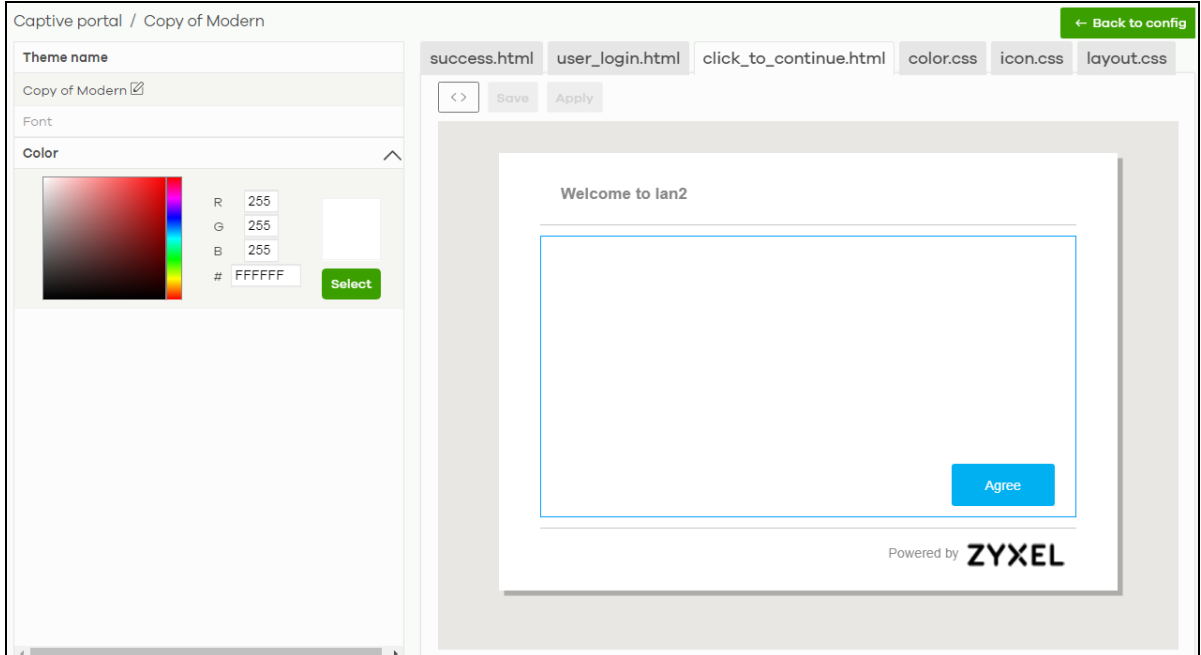 Captive portal / Copy of Modern
← Back to config
Theme name
Copy of Modern
Font
Color
R 255
G 255
B 255
# FFFFFF
Select
success.html user_login.html click_to_continue.html color.css icon.css layout.css
<> Save Apply
Welcome to lan2
Agree
Powered by ZYXEL